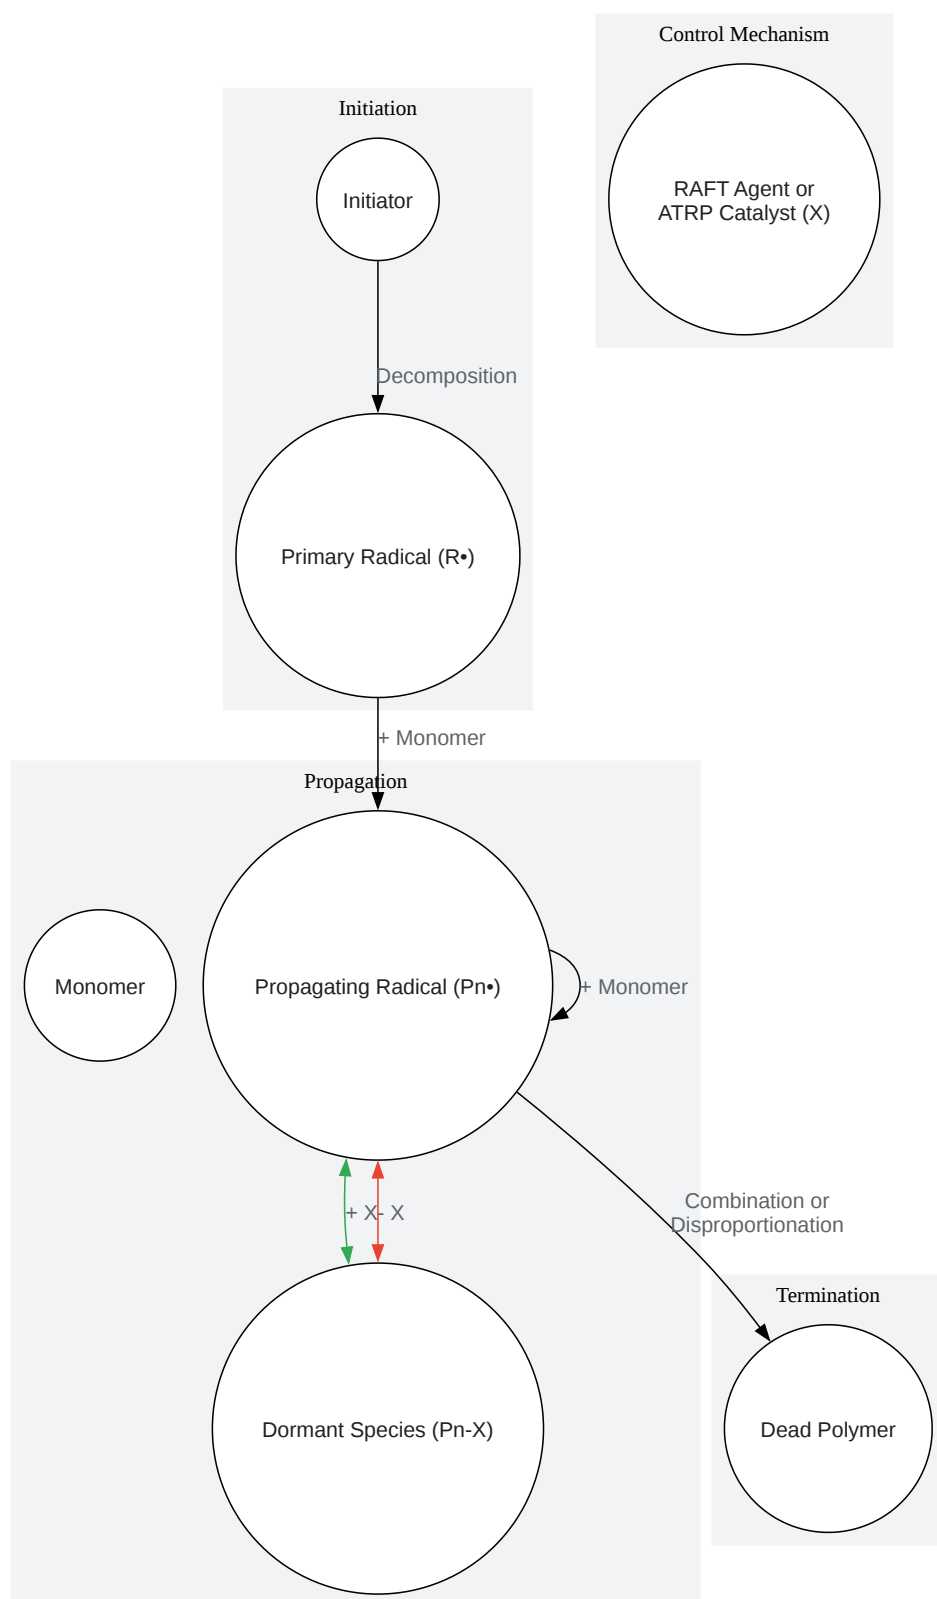 Control Mechanism
RAFT Agent or
ATRP Catalyst (X)
Initiation
Initiator
Decomposition
Primary Radical (R•)
+ Monomer
Propagation
Monomer
Propagating Radical (Pn•)
+ Monomer
+ X
- X
Combination or
Disproportionation
Dormant Species (Pn-X)
Termination
Dead Polymer